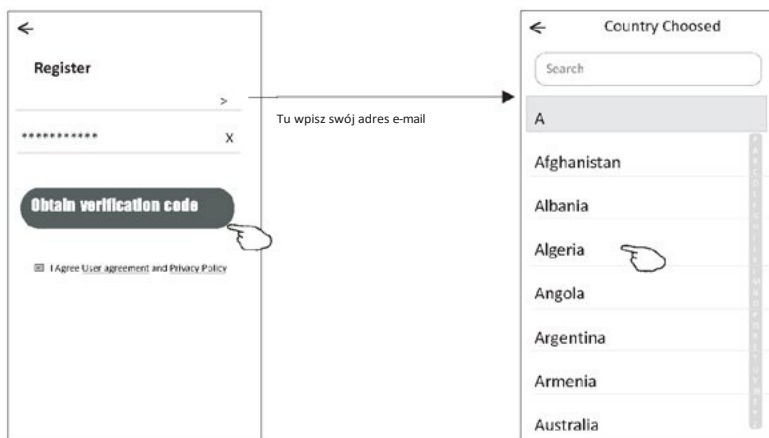 Register
>
*********** X
Obtain verification code
I Agree User agreement and Privacy Policy
Tu wpisz swój adres e-mail
Country Choosed
Search
A
Afghanistan
Albania
Algeria
Angola
Argentina
Armenia
Australia